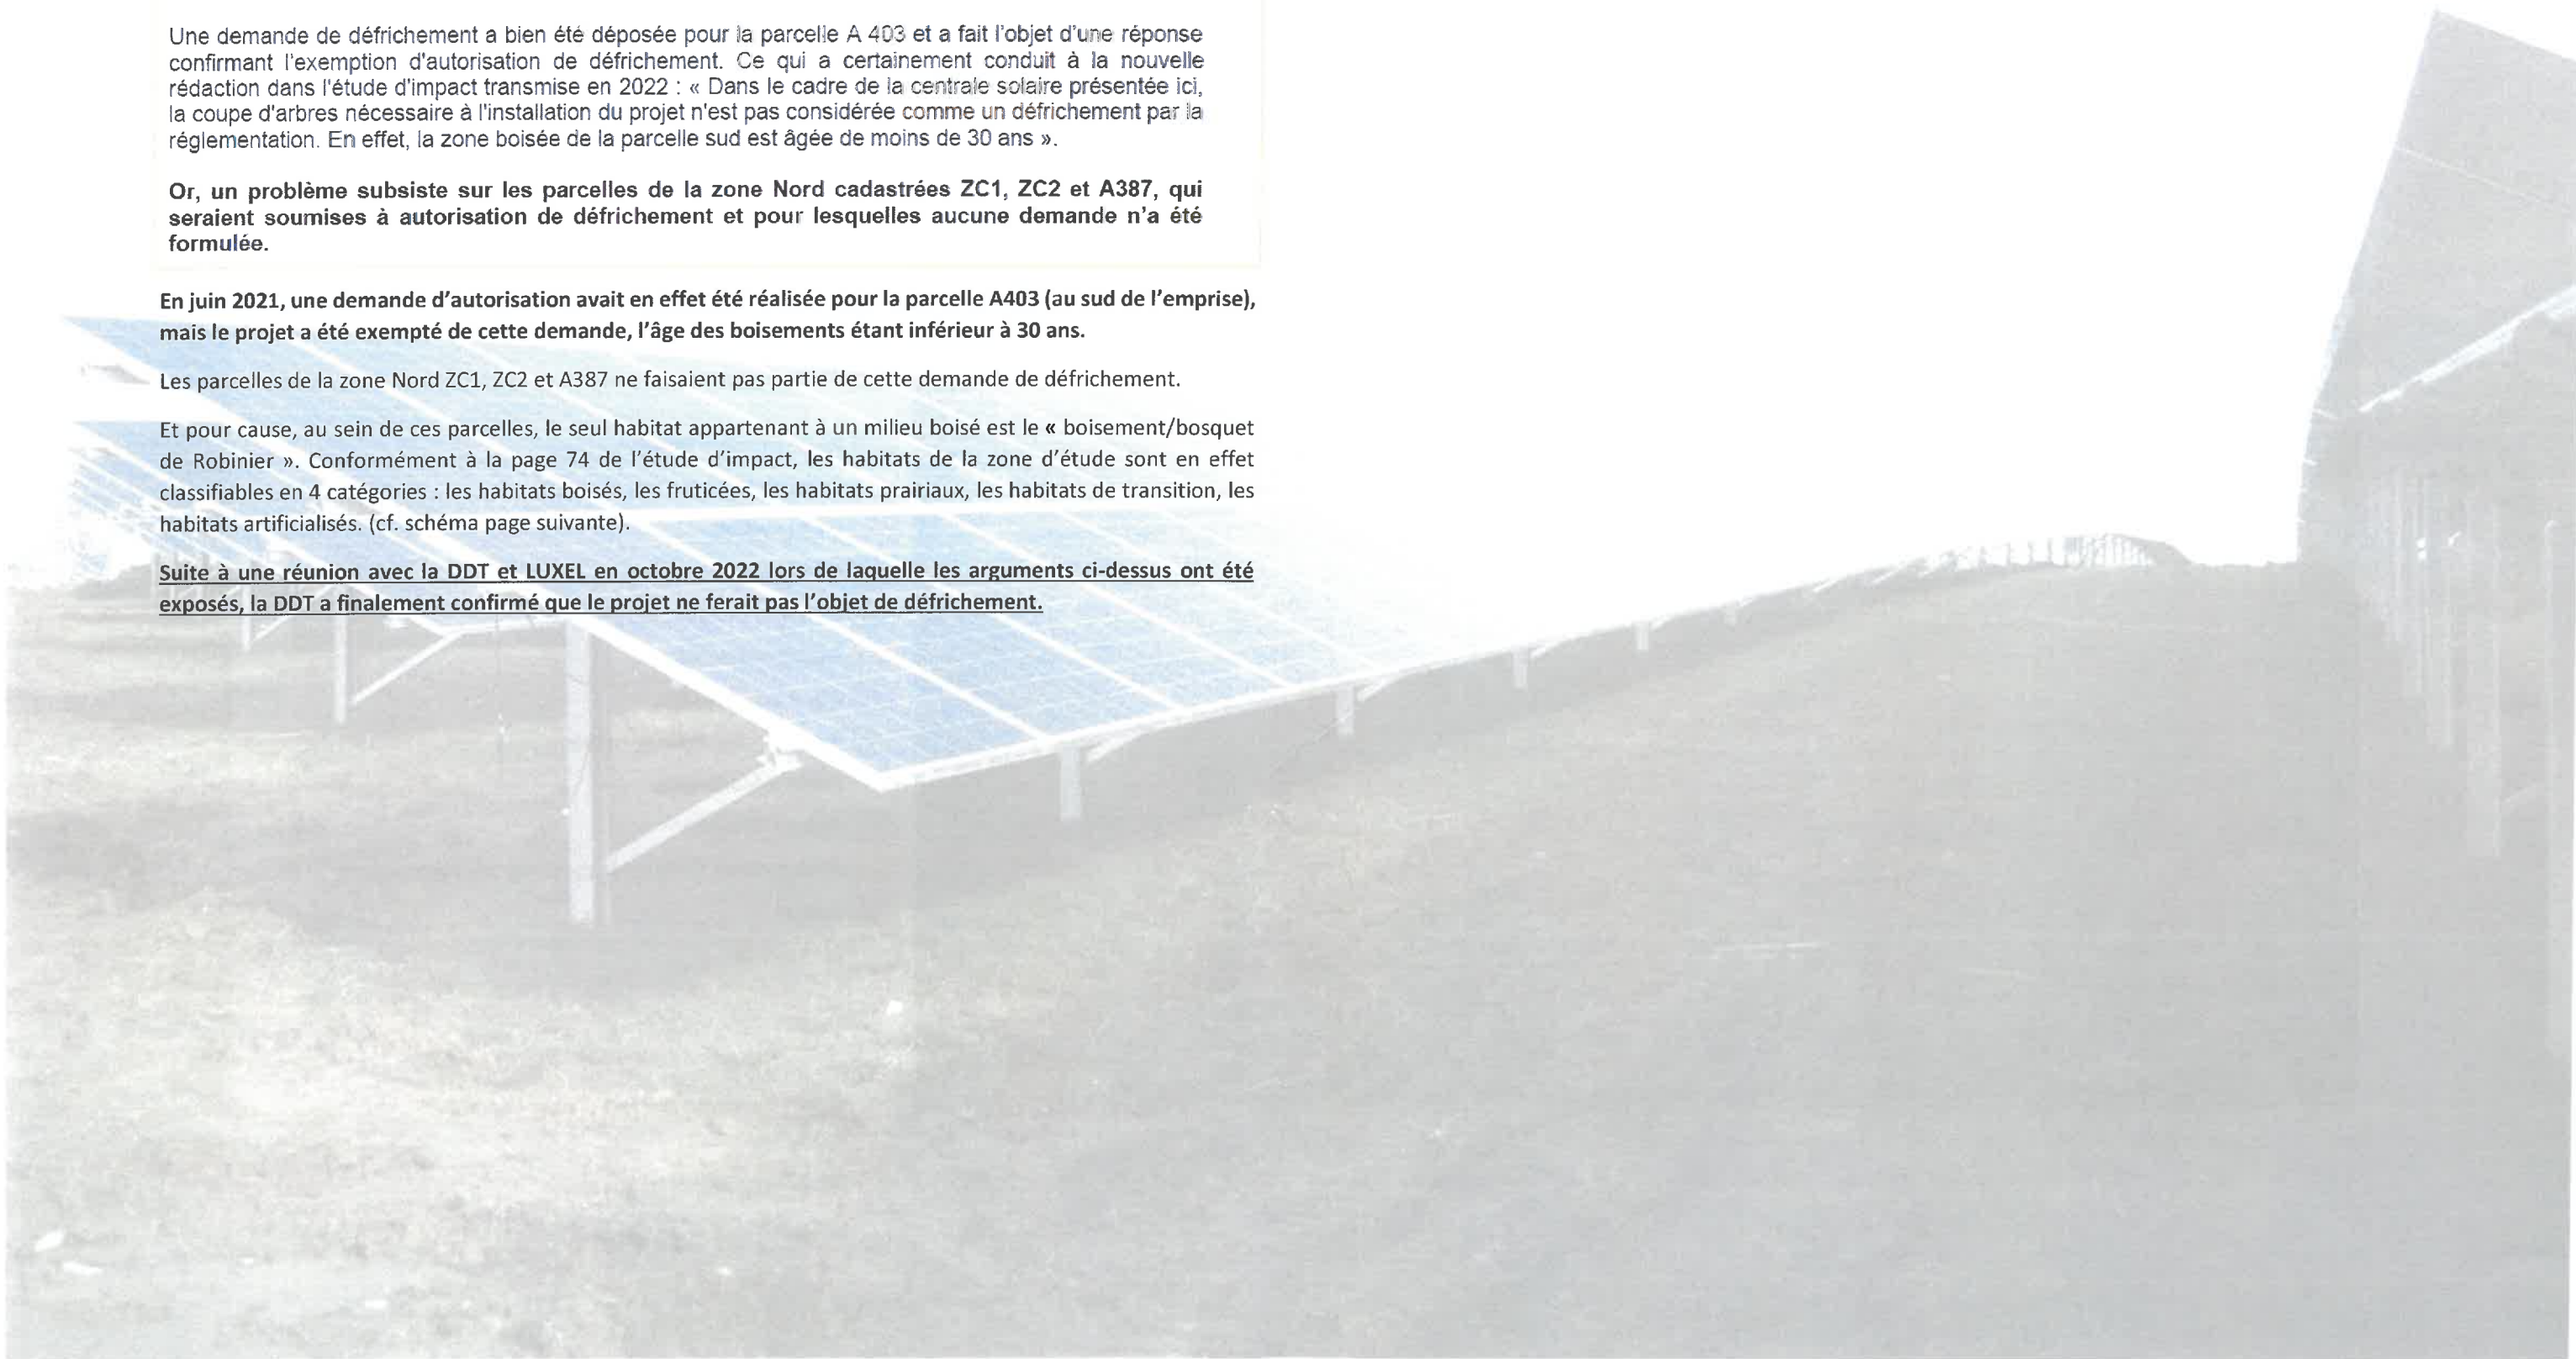 Une demande de défrichement a bien été déposée pour la parcelle A 403 et a fait l'objet d'une réponse
confirmant l'exemption d'autorisation de défrichement. Ce qui a certainement conduit à la nouvelle
rédaction dans l'étude d'impact transmise en 2022 : « Dans le cadre de la centrale solaire présentée ici,
la coupe d'arbres nécessaire à l'installation du projet n'est pas considérée comme un défrichement par la
réglementation. En effet, la zone boisée de la parcelle sud est âgée de moins de 30 ans ».
Or, un problème subsiste sur les parcelles de la zone Nord cadastrées ZC1, ZC2 et A387, qui
seraient soumises à autorisation de défrichement et pour lesquelles aucune demande n'a été
formulée.
En juin 2021, une demande d'autorisation avait en effet été réalisée pour la parcelle A403 (au sud de l'emprise),
mais le projet a été exempté de cette demande, l'âge des boisements étant inférieur à 30 ans.
Les parcelles de la zone Nord ZC1, ZC2 et A387 ne faisaient pas partie de cette demande de défrichement.
Et pour cause, au sein de ces parcelles, le seul habitat appartenant à un milieu boisé est le « boisement/bosquet
de Robinier ». Conformément à la page 74 de l'étude d'impact, les habitats de la zone d'étude sont en effet
classifiables en 4 catégories : les habitats boisés, les fruticées, les habitats prairiaux, les habitats de transition, les
habitats artificialisés. (cf. schéma page suivante).
Suite à une réunion avec la DDT et LUXEL en octobre 2022 lors de laquelle les arguments ci-dessus ont été
exposés, la DDT a finalement confirmé que le projet ne ferait pas l'objet de défrichement.